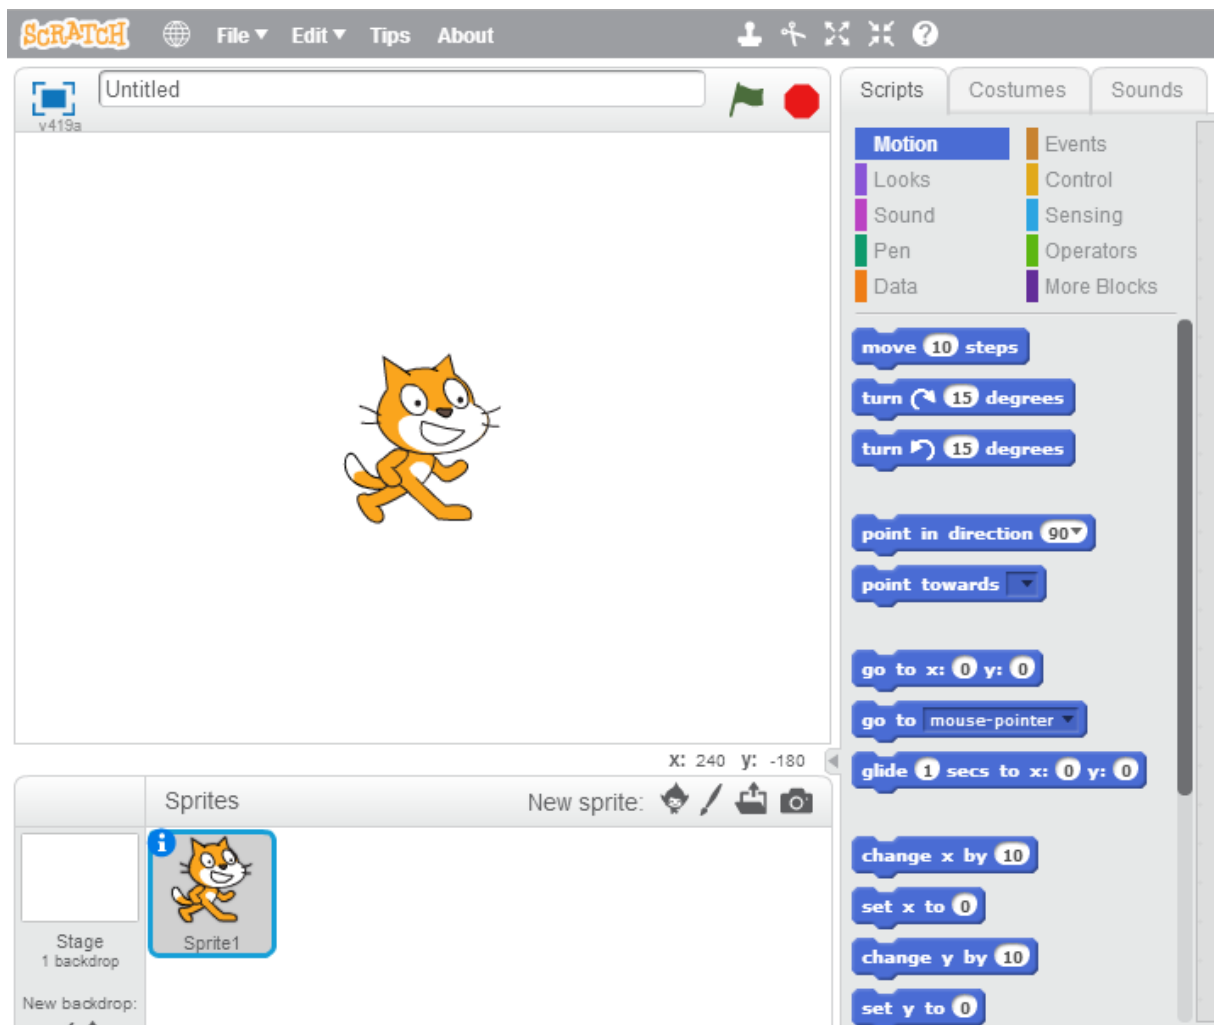 SCRATCH File Edit Tips About
Untitled
v419a
Scripts Costumes Sounds
Motion Events
Looks Control
Sound Sensing
Pen Operators
Data More Blocks
move 10 steps
turn 15 degrees
turn 15 degrees
point in direction 90
point towards
go to x: 0 y: 0
go to mouse-pointer
glide 1 secs to x: 0 y: 0
change x by 10
set x to 0
change y by 10
set y to 0
x: 240 y: -180
Sprites New sprite:
Sprite1
Stage
1 backdrop
New backdrop: